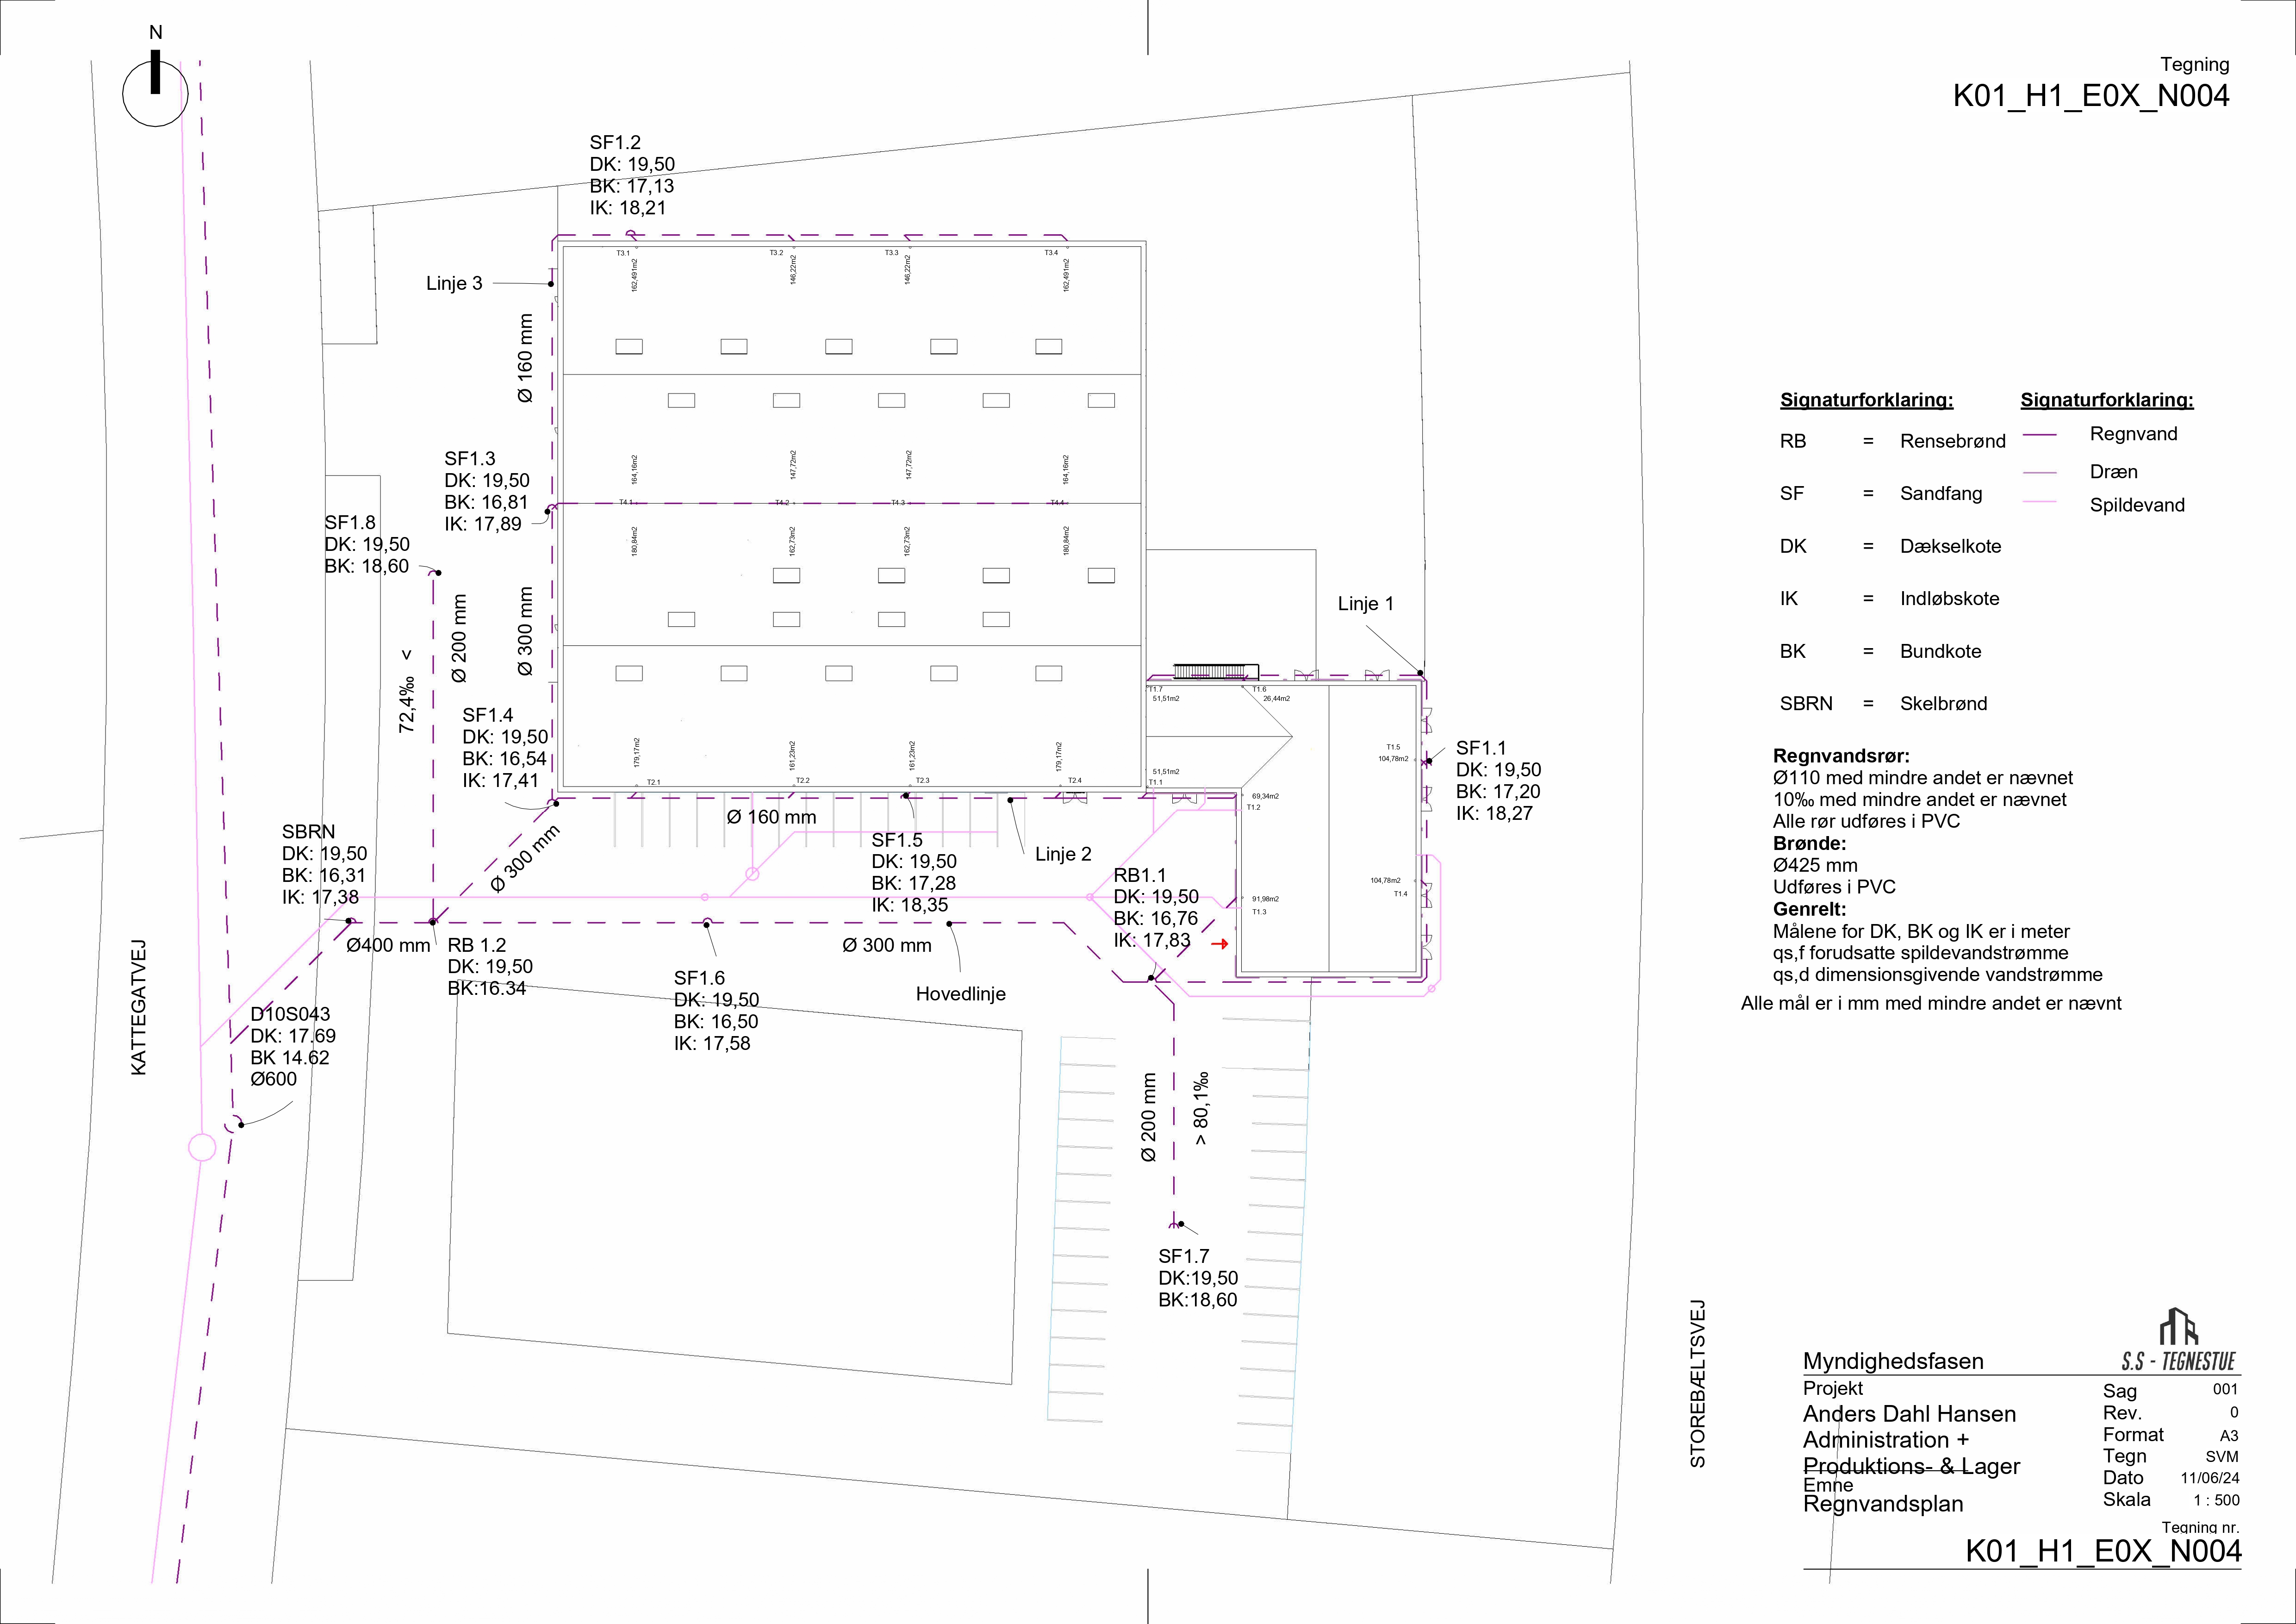 N
Tegning
K01_H1_E0X_N004
SF1.2
DK: 19,50
BK: 17,13
IK: 18,21
T3.1
T3.2
T3.3
T3.4
162,491m2
146,22m2
146,22m2
162,491m2
Linje 3
Ø 160 mm
SF1.3
DK: 19,50
BK: 16,81
IK: 17,89
164,16m2
147,72m2
147,72m2
164,16m2
T4.1
T4.2
T4.3
T4.4
180,84m2
162,73m2
162,73m2
180,84m2
SF1.8
DK: 19,50
BK: 18,60
72,4‰ <
Ø 200 mm
Ø 300 mm
SF1.4
DK: 19,50
BK: 16,54
IK: 17,41
179,17m2
161,23m2
161,23m2
179,17m2
T2.1
T2.2
T2.3
T2.4
Linje 1
T1.7
51,51m2
T1.6
26,44m2
T1.5
104,78m2
51,51m2
T1.1
69,34m2
T1.2
104,78m2
T1.4
91,98m2
T1.3
SF1.1
DK: 19,50
BK: 17,20
IK: 18,27
Ø 160 mm
Ø 300 mm
SF1.5
DK: 19,50
BK: 17,28
IK: 18,35
Linje 2
RB1.1
DK: 19,50
BK: 16,76
IK: 17,83
SBRN
DK: 19,50
BK: 16,31
IK: 17,38
Ø400 mm
RB 1.2
DK: 19,50
BK:16.34
Ø 300 mm
SF1.6
DK: 19,50
BK: 16,50
IK: 17,58
Hovedlinje
D10S043
DK: 17.69
BK 14.62
Ø600
KATTEGATVEJ
Ø 200 mm
> 80,1‰
SF1.7
DK:19,50
BK:18,60
STOREBÆLTSVEJ
Signaturforklaring:
RB = Rensebrønd
SF = Sandfang
DK = Dækselkote
IK = Indløbskote
BK = Bundkote
SBRN = Skelbrønd
Signaturforklaring:
Regnvand
Dræn
Spildevand
Regnvandsrør:
Ø110 med mindre andet er nævnet
10‰ med mindre andet er nævnet
Alle rør udføres i PVC
Brønde:
Ø425 mm
Udføres i PVC
Genrelt:
Målene for DK, BK og IK er i meter
qs,f forudsatte spildevandstrømme
qs,d dimensionsgivende vandstrømme
Alle mål er i mm med mindre andet er nævnt
S.S - TEGNESTUE
Myndighedsfasen
Projekt
Anders Dahl Hansen
Administration +
Produktions- & Lager
Emne
Regnvandsplan
Sag 001
Rev. 0
Format A3
Tegn SVM
Dato 11/06/24
Skala 1 : 500
Tegning nr.
K01_H1_E0X_N004